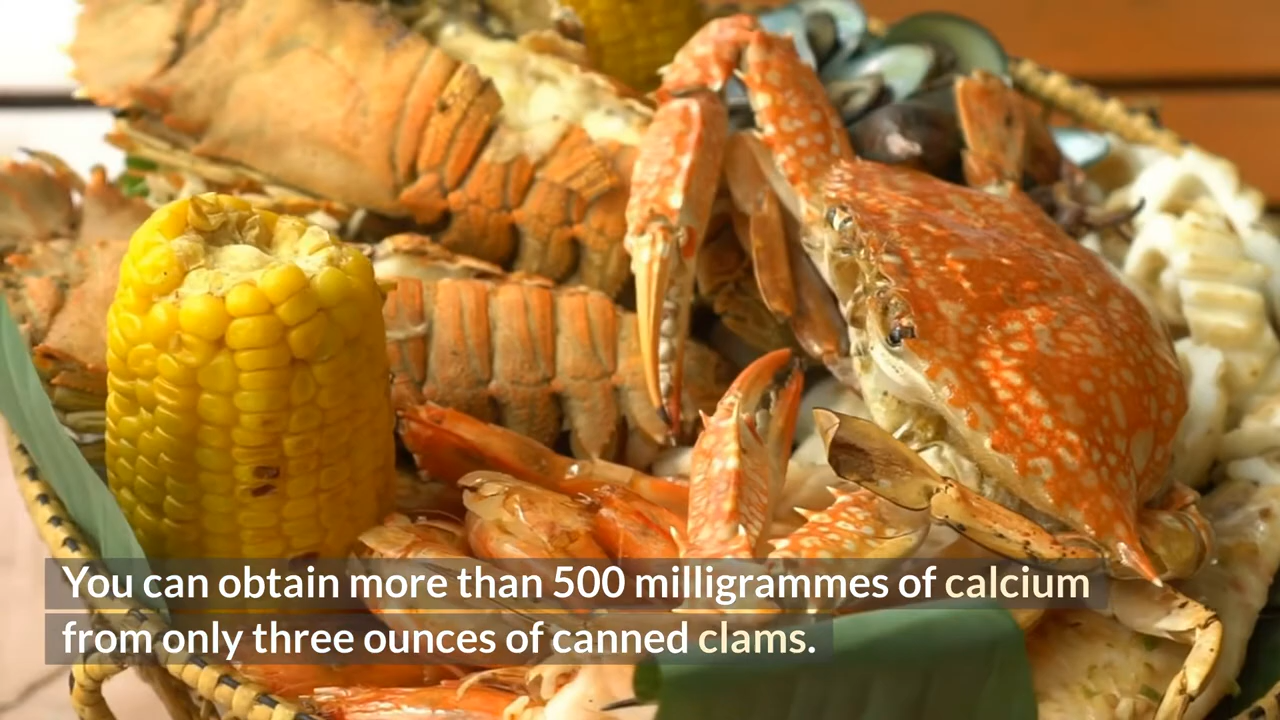 You can obtain more than 500 milligrammes of calcium
from only three ounces of canned clams.